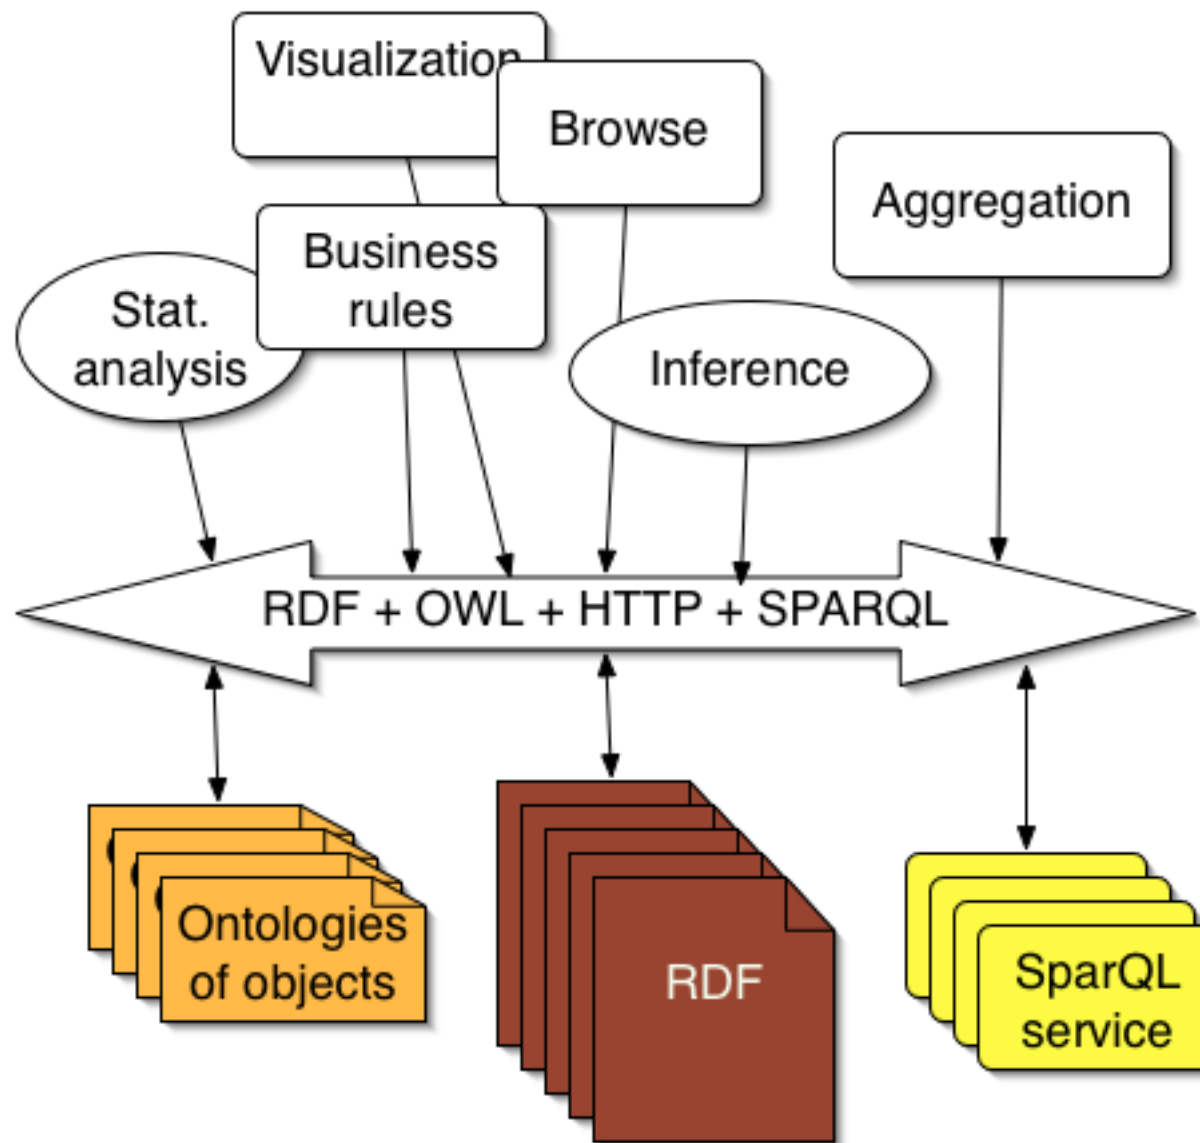 Visualization
Browse
Aggregation
Business
rules
Stat.
analysis
Inference
RDF + OWL + HTTP + SPARQL
Ontologies
of objects
RDF
SparQL
service